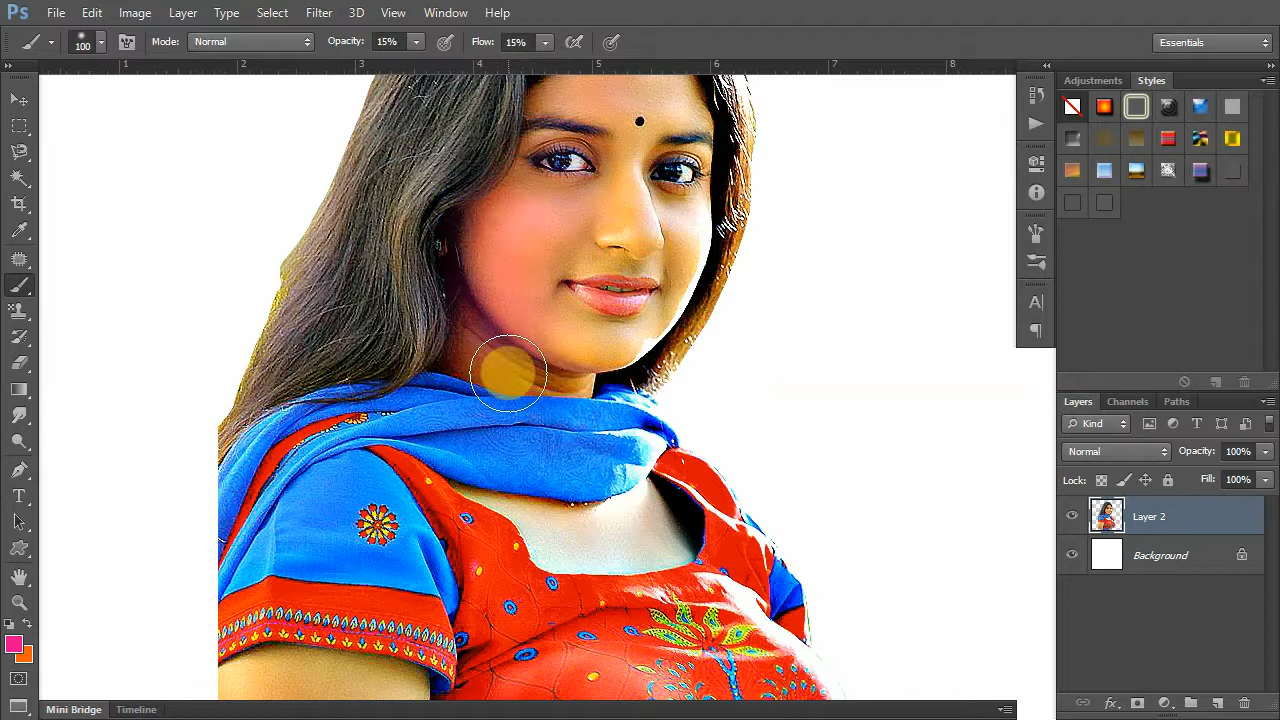 Ps File Edit Image Layer Type Select Filter 3D View Window Help
100 Mode: Normal Opacity: 15% Flow: 15% Essentials
1 2 3 4 5 6 7 8
Adjustments Styles
A
Layers Channels Paths
Kind T
Normal Opacity: 100%
Lock: Fill: 100%
T
Layer 2
Background
fx
Mini Bridge Timeline